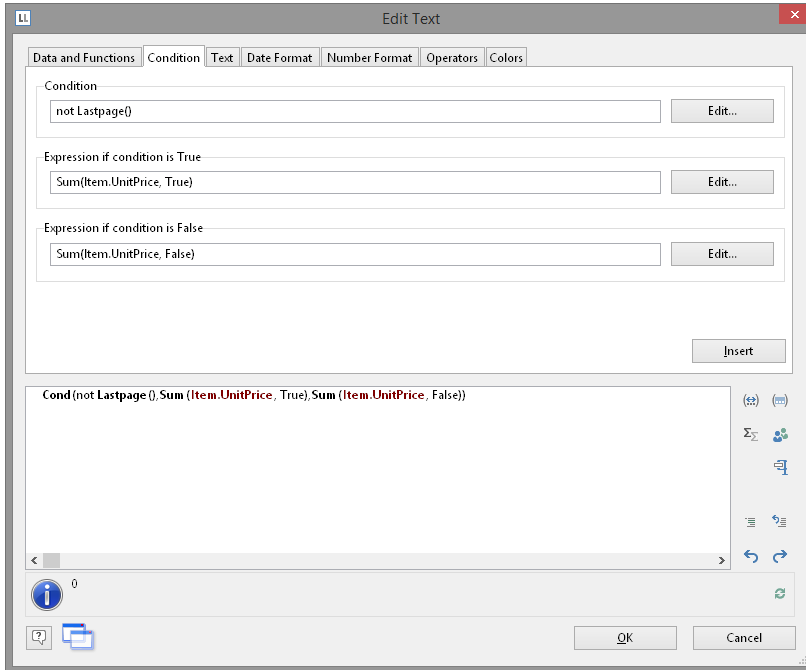 LL
Edit Text
Data and Functions Condition Text Date Format Number Format Operators Colors
Condition
not Lastpage() Edit...
Expression if condition is True
Sum(Item.UnitPrice, True) Edit...
Expression if condition is False
Sum(Item.UnitPrice, False) Edit...
Insert
Cond (not Lastpage (),Sum (Item.UnitPrice, True),Sum (Item.UnitPrice, False))
0
OK Cancel